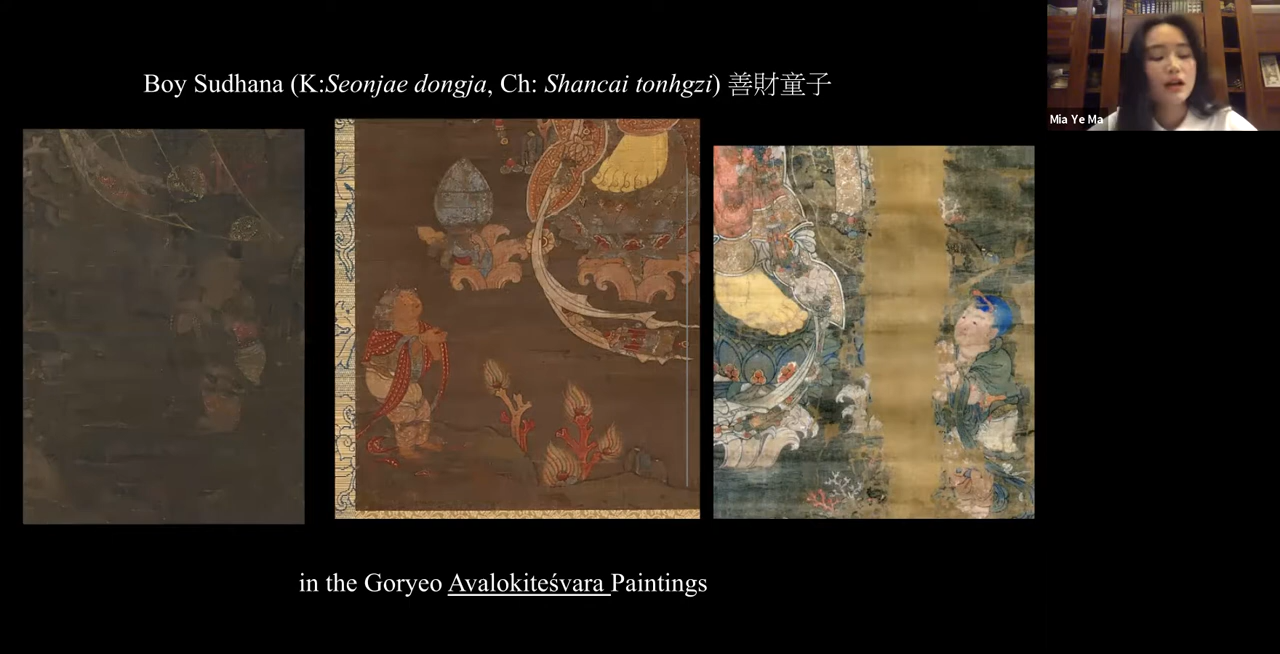 Boy Sudhana (K:Seonjae dongja, Ch: Shancai tonhgzi) 善財童子
Mia Ye Ma
in the Goryeo Avalokiteśvara Paintings